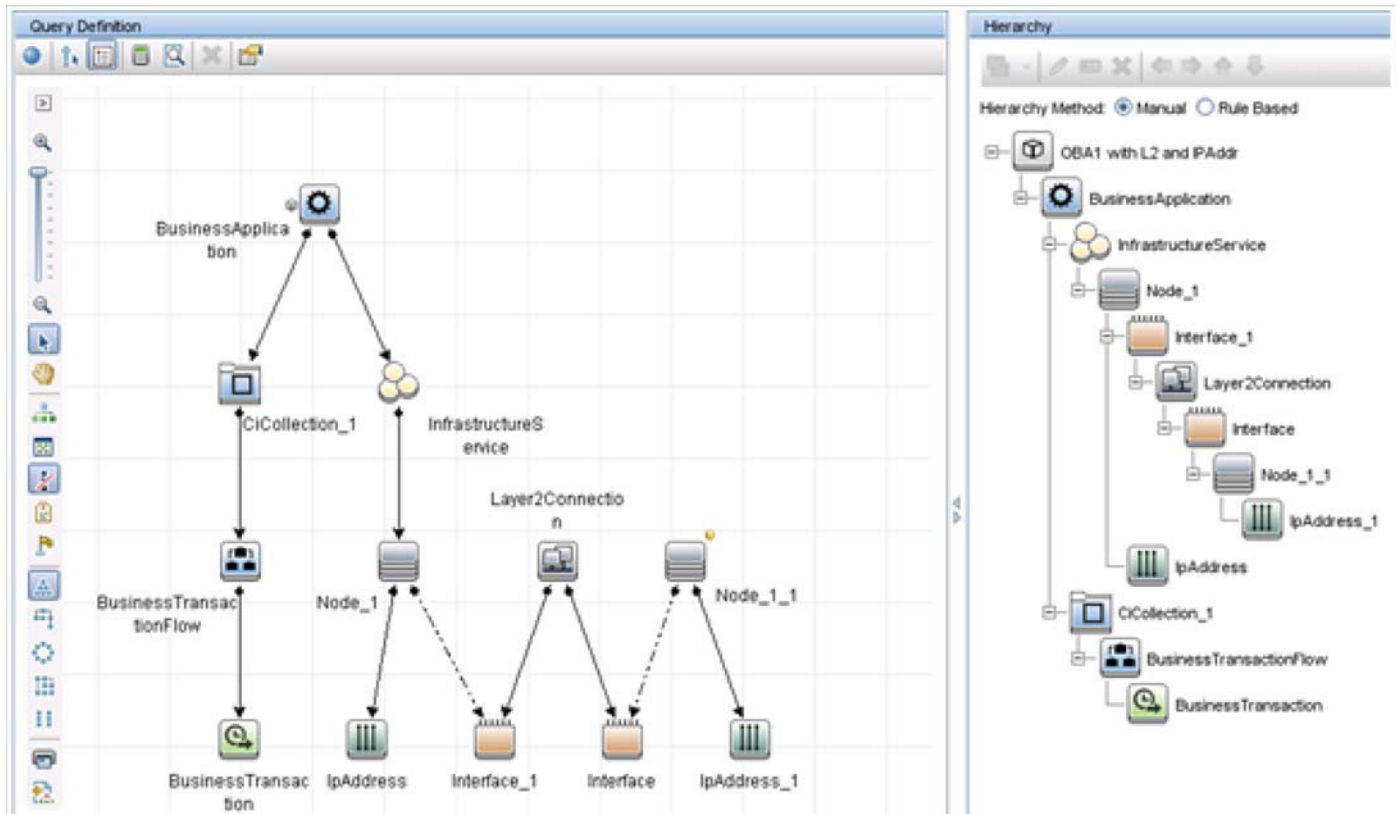 Query Definition
BusinessApplica
tion
CiCollection_1
InfrastructureS
ervice
Layer2Connectio
n
BusinessTransac
tionFlow
Node_1
Node_1_1
BusinessTransac
tion
IpAddress
Interface_1
Interface
IpAddress_1
Hierarchy
Hierarchy Method: Manual Rule Based
OBA1 with L2 and IPAddr
BusinessApplication
InfrastructureService
Node_1
Interface_1
Layer2Connection
Interface
Node_1_1
IpAddress_1
IpAddress
CiCollection_1
BusinessTransactionFlow
BusinessTransaction